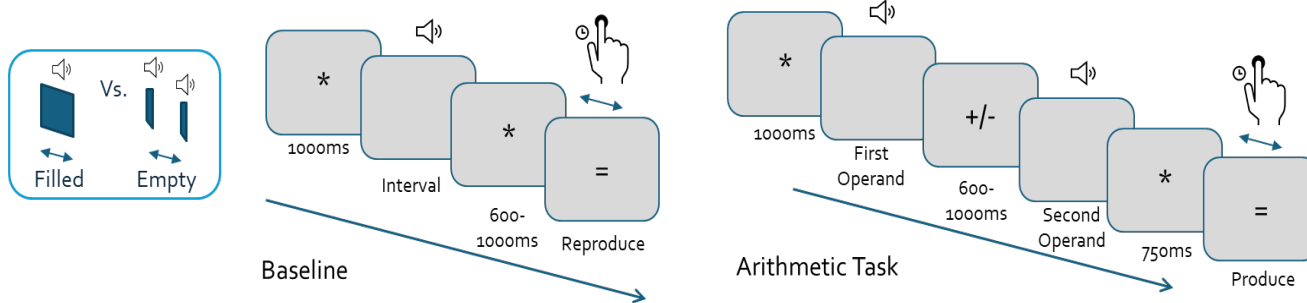 Vs.
Filled
Empty
*
1000ms
Interval
*
600-
1000ms
=
Reproduce
Baseline
*
1000ms
First
Operand
+/-
600-
1000ms
Second
Operand
*
750ms
=
Produce
Arithmetic Task